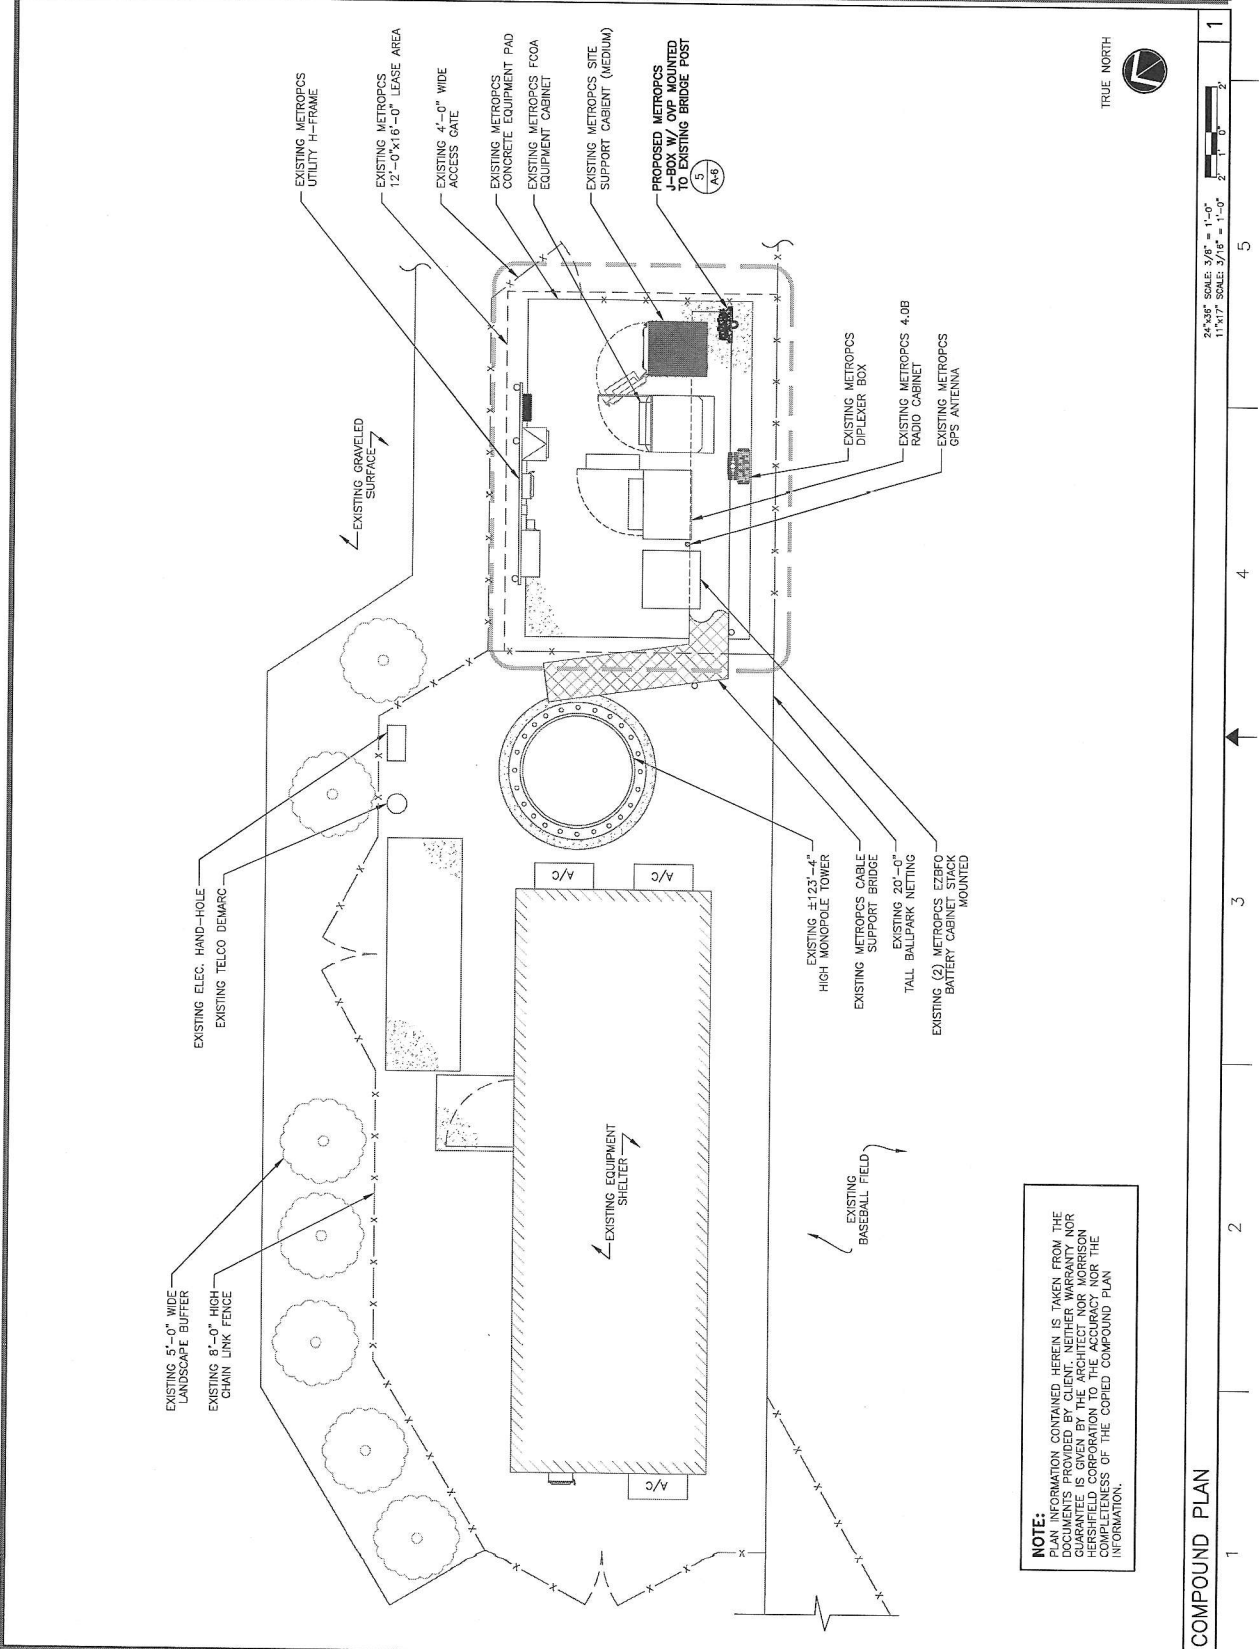 EXISTING METROPCS
UTILITY H-FRAME
EXISTING METROPCS
12'-0"x16'-0" LEASE AREA
EXISTING 4'-0" WIDE
ACCESS GATE
EXISTING METROPCS
CONCRETE EQUIPMENT PAD
EXISTING METROPCS FCOA
EQUIPMENT CABINET
EXISTING METROPCS SITE
SUPPORT CABIENT (MEDIUM)
PROPOSED METROPCS
J-BOX W/ OVP MOUNTED
TO EXISTING BRIDGE POST
5
A-6
EXISTING GRAVELED
SURFACE
EXISTING METROPCS
DIPLEXER BOX
EXISTING METROPCS 4.0B
RADIO CABINET
EXISTING METROPCS
GPS ANTENNA
EXISTING ELEC. HAND-HOLE
EXISTING TELCO DEMARC
A/C
A/C
EXISTING ±123'-4"
HIGH MONOPOLE TOWER
EXISTING METROPCS CABLE
SUPPORT BRIDGE
EXISTING 20'-0"
TALL BALLPARK NETTING
EXISTING (2) METROPCS EZBFO
BATTERY CABINET STACK
MOUNTED
EXISTING 5'-0" WIDE
LANDSCAPE BUFFER
EXISTING 8'-0" HIGH
CHAIN LINK FENCE
EXISTING EQUIPMENT
SHELTER
A/C
EXISTING
BASEBALL FIELD
NOTE:
PLAN INFORMATION CONTAINED HEREIN IS TAKEN FROM THE
DOCUMENTS PROVIDED BY CLIENT. NEITHER WARRANTY NOR
GUARANTEE IS GIVEN BY THE ARCHITECT NOR MORRISON
HERSHFIELD CORPORATION TO THE ACCURACY NOR THE
COMPLETENESS OF THE COPIED COMPOUND PLAN
INFORMATION.
TRUE NORTH
COMPOUND PLAN
24"x36" SCALE: 3/8" = 1'-0"
11"x17" SCALE: 3/16" = 1'-0"
2' 1' 0" 2'
1
1
2
3
4
5